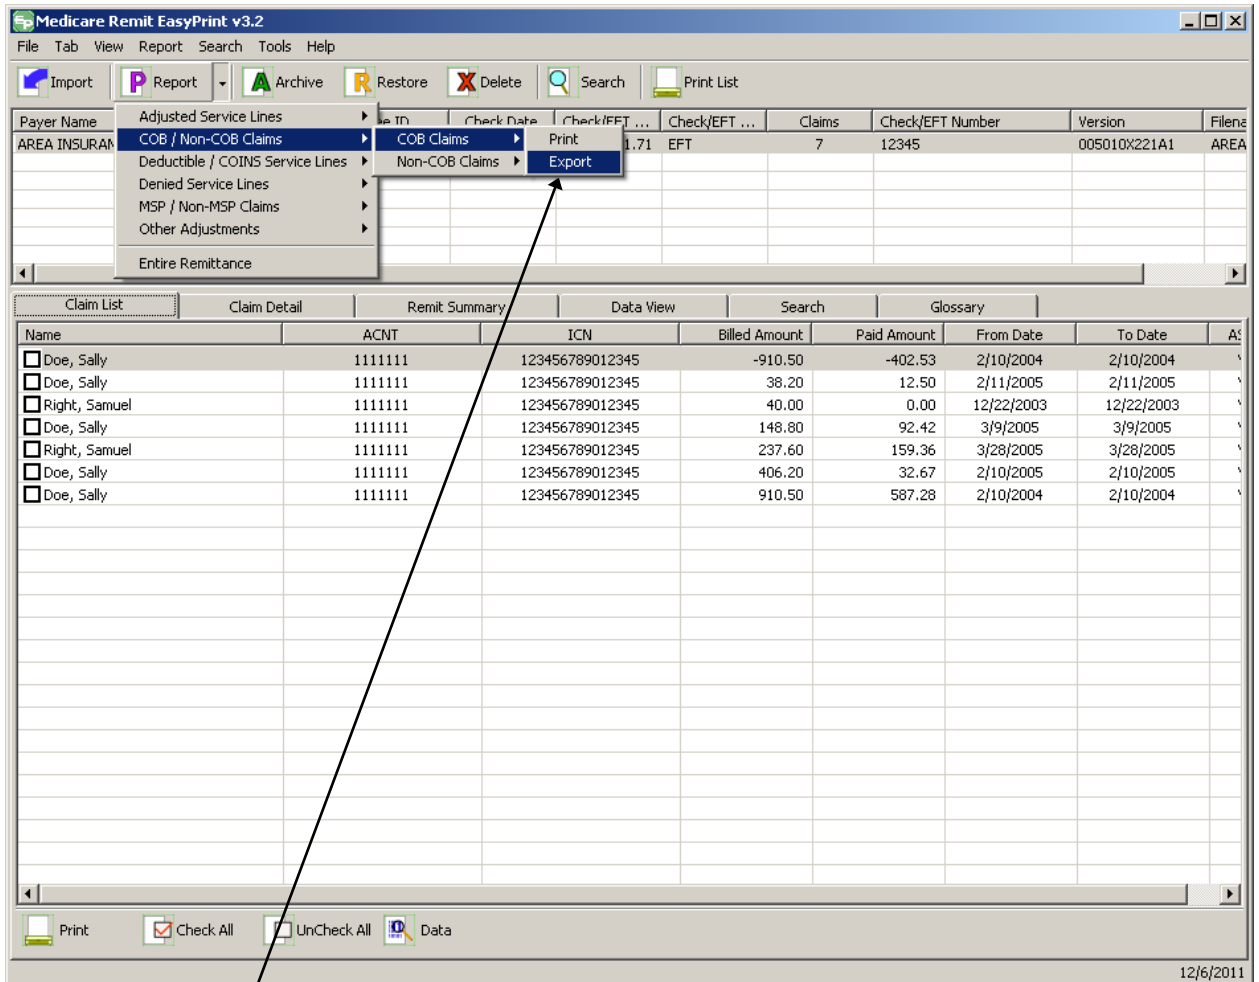 Medicare Remit EasyPrint v3.2
File Tab View Report Search Tools Help
Import Report Archive Restore Delete Search Print List
Payer Name Check Date Check/EFT ... Check/EFT ... Claims Check/EFT Number Version Filena
AREA INSURAN 1.71 EFT 7 12345 005010X221A1 AREA
Adjusted Service Lines
COB / Non-COB Claims
Deductible / COINS Service Lines
Denied Service Lines
MSP / Non-MSP Claims
Other Adjustments
Entire Remittance
COB Claims
Non-COB Claims
Print
Export
Claim List Claim Detail Remit Summary Data View Search Glossary
Name ACNT ICN Billed Amount Paid Amount From Date To Date AS
Doe, Sally 1111111 123456789012345 -910.50 -402.53 2/10/2004 2/10/2004
Doe, Sally 1111111 123456789012345 38.20 12.50 2/11/2005 2/11/2005
Right, Samuel 1111111 123456789012345 40.00 0.00 12/22/2003 12/22/2003
Doe, Sally 1111111 123456789012345 148.80 92.42 3/9/2005 3/9/2005
Right, Samuel 1111111 123456789012345 237.60 159.36 3/28/2005 3/28/2005
Doe, Sally 1111111 123456789012345 406.20 32.67 2/10/2005 2/10/2005
Doe, Sally 1111111 123456789012345 910.50 587.28 2/10/2004 2/10/2004
Print Check All UnCheck All Data
12/6/2011